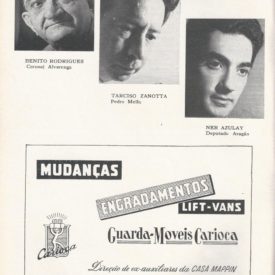 BENITO RODRIGUES
Coronel Alvarenga
TARCISO ZANOTTA
Pedro Mello
NER AZULAY
Deputado Aragão
MUDANÇAS
ENGRADAMENTOS
LIFT-VANS
Carioca
Guarda-Moveis Carioca
Direção de ex-auxiliares da CASA MAPPIN